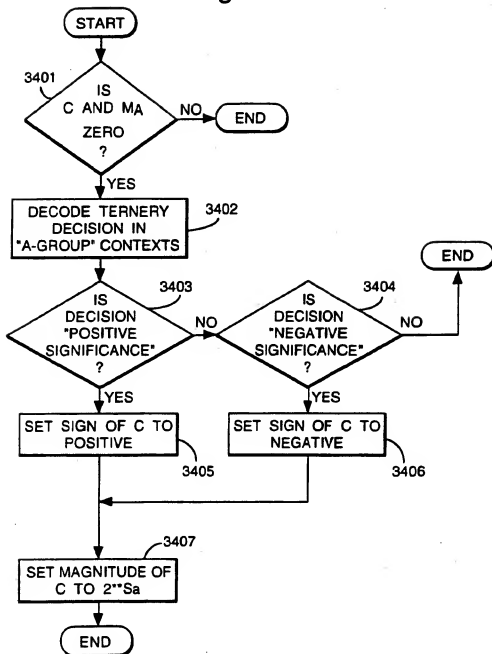 START
3401
IS
C AND MA
ZERO
?
NO
END
YES
DECODE TERNARY
DECISION IN
"A-GROUP" CONTEXTS
3402
IS
DECISION
"POSITIVE
SIGNIFICANCE"
?
3403
NO
IS
DECISION
"NEGATIVE
SIGNIFICANCE"
?
3404
NO
END
YES
YES
SET SIGN OF C TO
POSITIVE
3405
SET SIGN OF C TO
NEGATIVE
3406
3407
SET MAGNITUDE OF
C TO 2**Sa
END